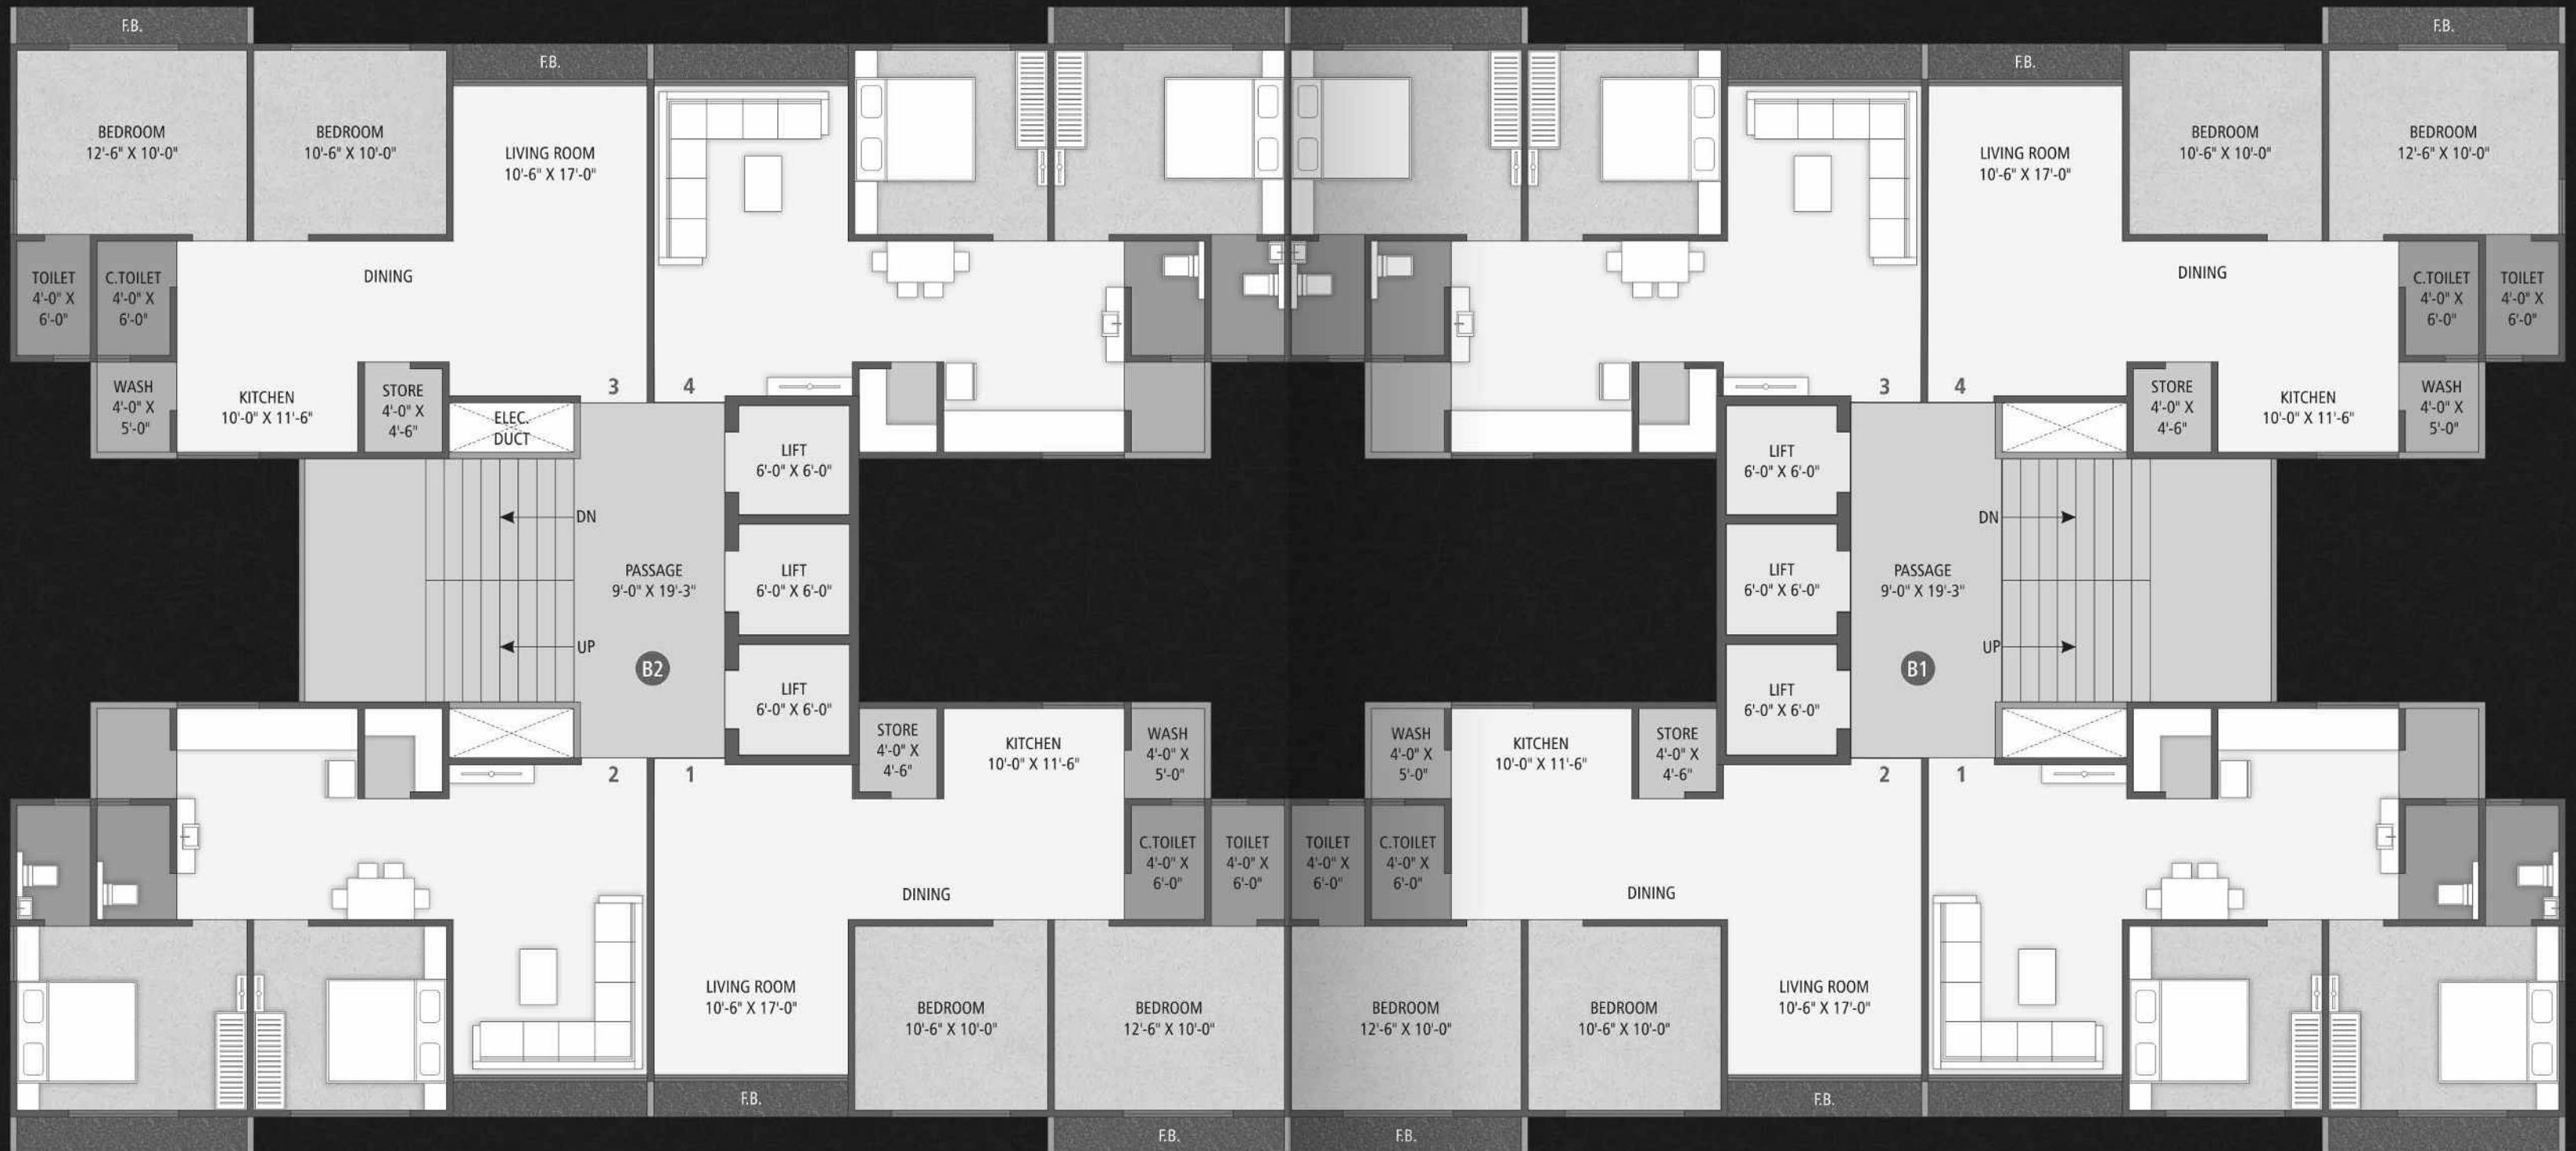 F.B.
F.B.
F.B.
F.B.
BEDROOM
12'-6" X 10'-0"
BEDROOM
10'-6" X 10'-0"
LIVING ROOM
10'-6" X 17'-0"
LIVING ROOM
10'-6" X 17'-0"
BEDROOM
10'-6" X 10'-0"
BEDROOM
12'-6" X 10'-0"
TOILET
4'-0" X
6'-0"
C.TOILET
4'-0" X
6'-0"
DINING
DINING
C.TOILET
4'-0" X
6'-0"
TOILET
4'-0" X
6'-0"
WASH
4'-0" X
5'-0"
KITCHEN
10'-0" X 11'-6"
STORE
4'-0" X
4'-6"
ELEC.
DUCT
3
4
3
4
STORE
4'-0" X
4'-6"
KITCHEN
10'-0" X 11'-6"
WASH
4'-0" X
5'-0"
LIFT
6'-0" X 6'-0"
LIFT
6'-0" X 6'-0"
DN
DN
PASSAGE
9'-0" X 19'-3"
LIFT
6'-0" X 6'-0"
LIFT
6'-0" X 6'-0"
PASSAGE
9'-0" X 19'-3"
UP
UP
B2
B1
LIFT
6'-0" X 6'-0"
LIFT
6'-0" X 6'-0"
2
1
STORE
4'-0" X
4'-6"
KITCHEN
10'-0" X 11'-6"
WASH
4'-0" X
5'-0"
WASH
4'-0" X
5'-0"
KITCHEN
10'-0" X 11'-6"
STORE
4'-0" X
4'-6"
2
1
C.TOILET
4'-0" X
6'-0"
TOILET
4'-0" X
6'-0"
TOILET
4'-0" X
6'-0"
C.TOILET
4'-0" X
6'-0"
DINING
DINING
LIVING ROOM
10'-6" X 17'-0"
BEDROOM
10'-6" X 10'-0"
BEDROOM
12'-6" X 10'-0"
BEDROOM
12'-6" X 10'-0"
BEDROOM
10'-6" X 10'-0"
LIVING ROOM
10'-6" X 17'-0"
F.B.
F.B.
F.B.
F.B.